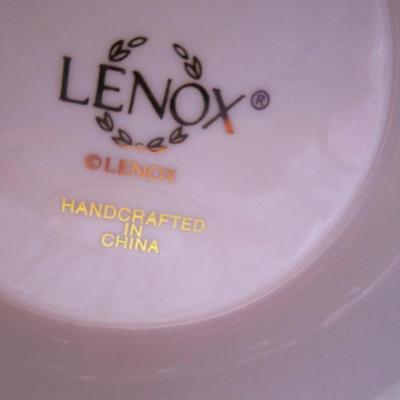 LENOX®
©LENOX
HANDCRAFTED
IN
CHINA